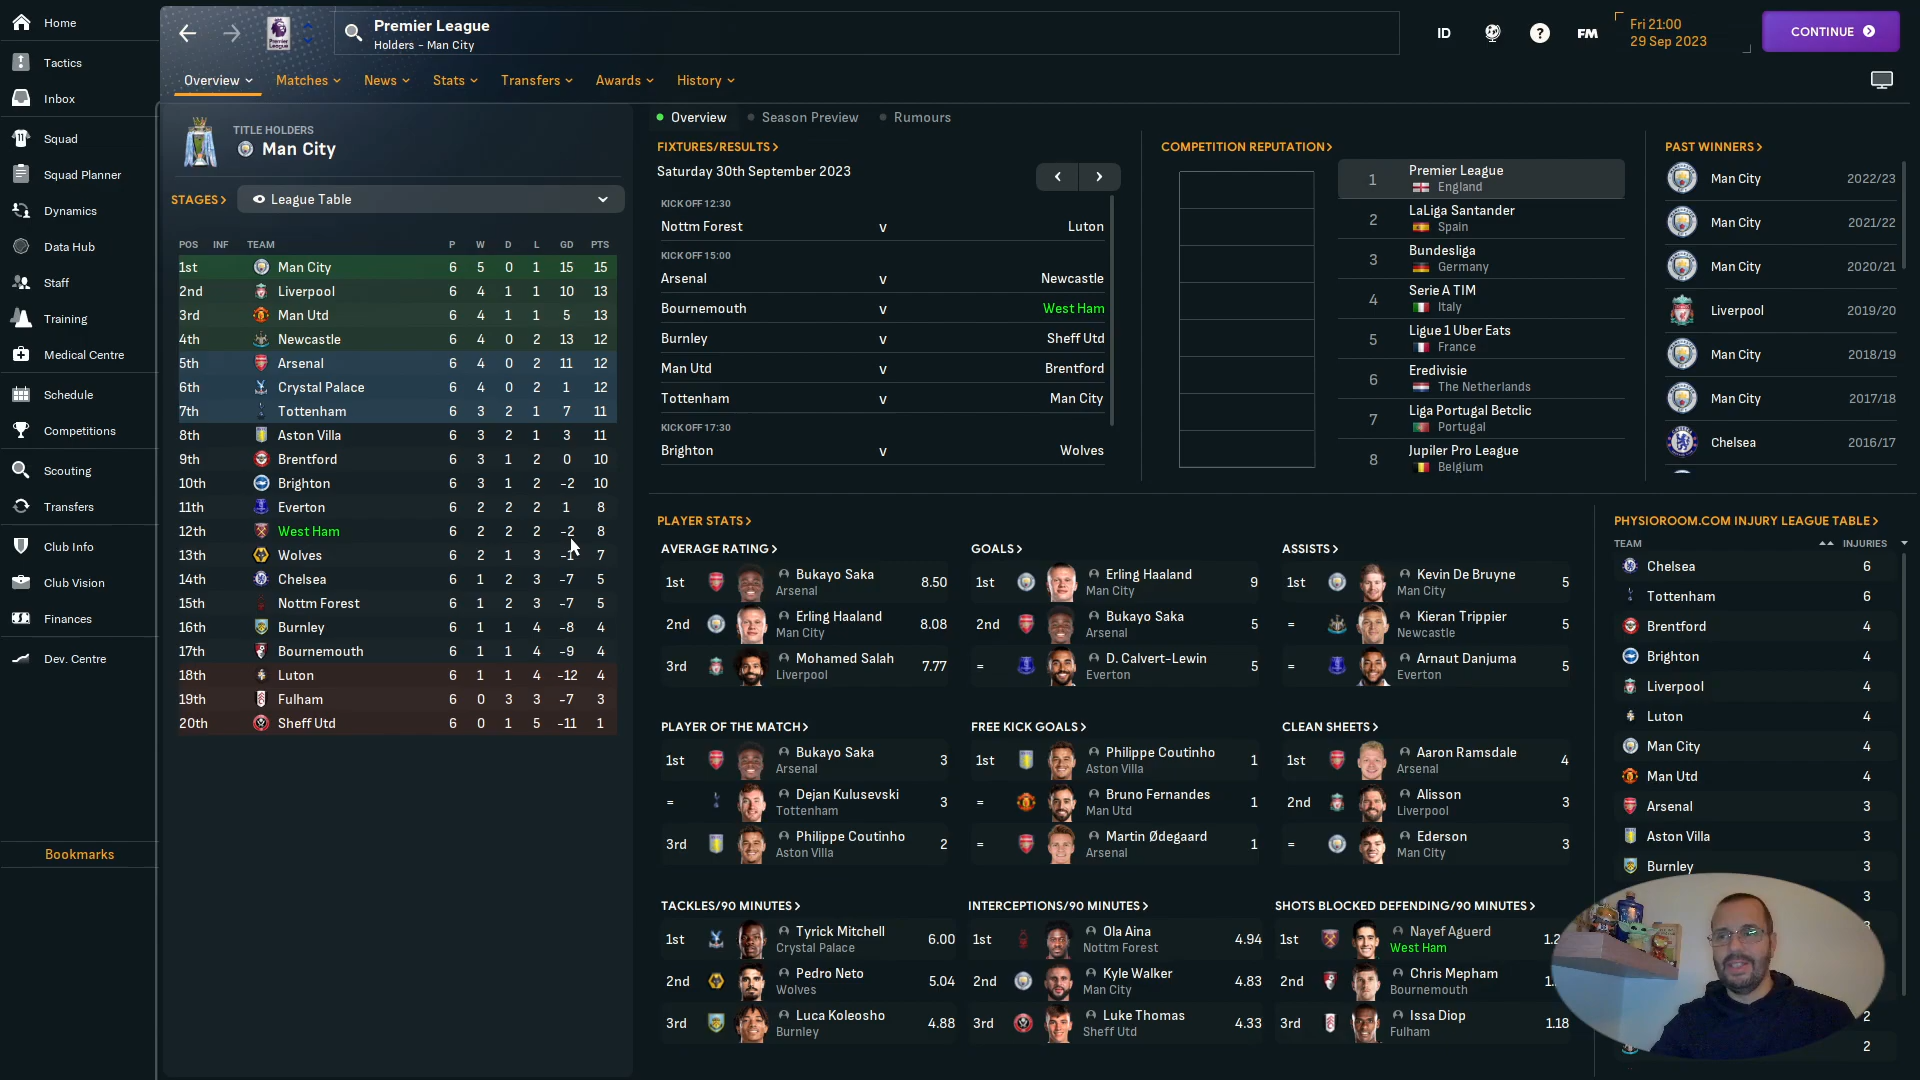 Home
Tactics
Inbox
Squad
Squad Planner
Dynamics
Data Hub
Staff
Training
Medical Centre
Schedule
Competitions
Scouting
Transfers
Club Info
Club Vision
Finances
Dev. Centre
Bookmarks
Premier League
Holders - Man City
ID
?
FM
Fri 21:00
29 Sep 2023
CONTINUE
Overview Matches News Stats Transfers Awards History
TITLE HOLDERS
Man City
STAGES>
League Table
POS INF TEAM P W D L GD PTS
1st Man City 6 5 0 1 15 15
2nd Liverpool 6 4 1 1 10 13
3rd Man Utd 6 4 1 1 5 13
4th Newcastle 6 4 0 2 13 12
5th Arsenal 6 4 0 2 11 12
6th Crystal Palace 6 4 0 2 1 12
7th Tottenham 6 3 2 1 7 11
8th Aston Villa 6 3 2 1 3 11
9th Brentford 6 3 1 2 0 10
10th Brighton 6 3 1 2 -2 10
11th Everton 6 2 2 2 1 8
12th West Ham 6 2 2 2 -2 8
13th Wolves 6 2 1 3 -1 7
14th Chelsea 6 1 2 3 -7 5
15th Nottm Forest 6 1 2 3 -7 5
16th Burnley 6 1 1 4 -8 4
17th Bournemouth 6 1 1 4 -9 4
18th Luton 6 1 1 4 -12 4
19th Fulham 6 0 3 3 -7 3
20th Sheff Utd 6 0 1 5 -11 1
Overview Season Preview Rumours
FIXTURES/RESULTS>
Saturday 30th September 2023
KICK OFF 12:30
Nottm Forest v Luton
KICK OFF 15:00
Arsenal v Newcastle
Bournemouth v West Ham
Burnley v Sheff Utd
Man Utd v Brentford
Tottenham v Man City
KICK OFF 17:30
Brighton v Wolves
COMPETITION REPUTATION>
1 Premier League
England
2 LaLiga Santander
Spain
3 Bundesliga
Germany
4 Serie A TIM
Italy
5 Ligue 1 Uber Eats
France
6 Eredivisie
The Netherlands
7 Liga Portugal Betclic
Portugal
8 Jupiler Pro League
Belgium
PAST WINNERS>
Man City 2022/23
Man City 2021/22
Man City 2020/21
Liverpool 2019/20
Man City 2018/19
Man City 2017/18
Chelsea 2016/17
PLAYER STATS>
AVERAGE RATING>
1st Bukayo Saka 8.50
Arsenal
2nd Erling Haaland 8.08
Man City
3rd Mohamed Salah 7.77
Liverpool
GOALS>
1st Erling Haaland 9
Man City
2nd Bukayo Saka 5
Arsenal
= D. Calvert-Lewin 5
Everton
ASSISTS>
1st Kevin De Bruyne 5
Man City
= Kieran Trippier 5
Newcastle
= Arnaut Danjuma 5
Everton
PLAYER OF THE MATCH>
1st Bukayo Saka 3
Arsenal
= Dejan Kulusevski 3
Tottenham
3rd Philippe Coutinho 2
Aston Villa
FREE KICK GOALS>
1st Philippe Coutinho 1
Aston Villa
= Bruno Fernandes 1
Man Utd
= Martin Ødegaard 1
Arsenal
CLEAN SHEETS>
1st Aaron Ramsdale 4
Arsenal
2nd Alisson 3
Liverpool
= Ederson 3
Man City
TACKLES/90 MINUTES>
1st Tyrick Mitchell 6.00
Crystal Palace
2nd Pedro Neto 5.04
Wolves
3rd Luca Koleosho 4.88
Burnley
INTERCEPTIONS/90 MINUTES>
1st Ola Aina 4.94
Nottm Forest
2nd Kyle Walker 4.83
Man City
3rd Luke Thomas 4.33
Sheff Utd
SHOTS BLOCKED DEFENDING/90 MINUTES>
1st Nayef Aguerd
West Ham
2nd Chris Mepham
Bournemouth
3rd Issa Diop 1.18
Fulham
PHYSIOROOM.COM INJURY LEAGUE TABLE>
TEAM INJURIES
Chelsea 6
Tottenham 6
Brentford 4
Brighton 4
Liverpool 4
Luton 4
Man City 4
Man Utd 4
Arsenal 3
Aston Villa 3
Burnley 3
3
2
2